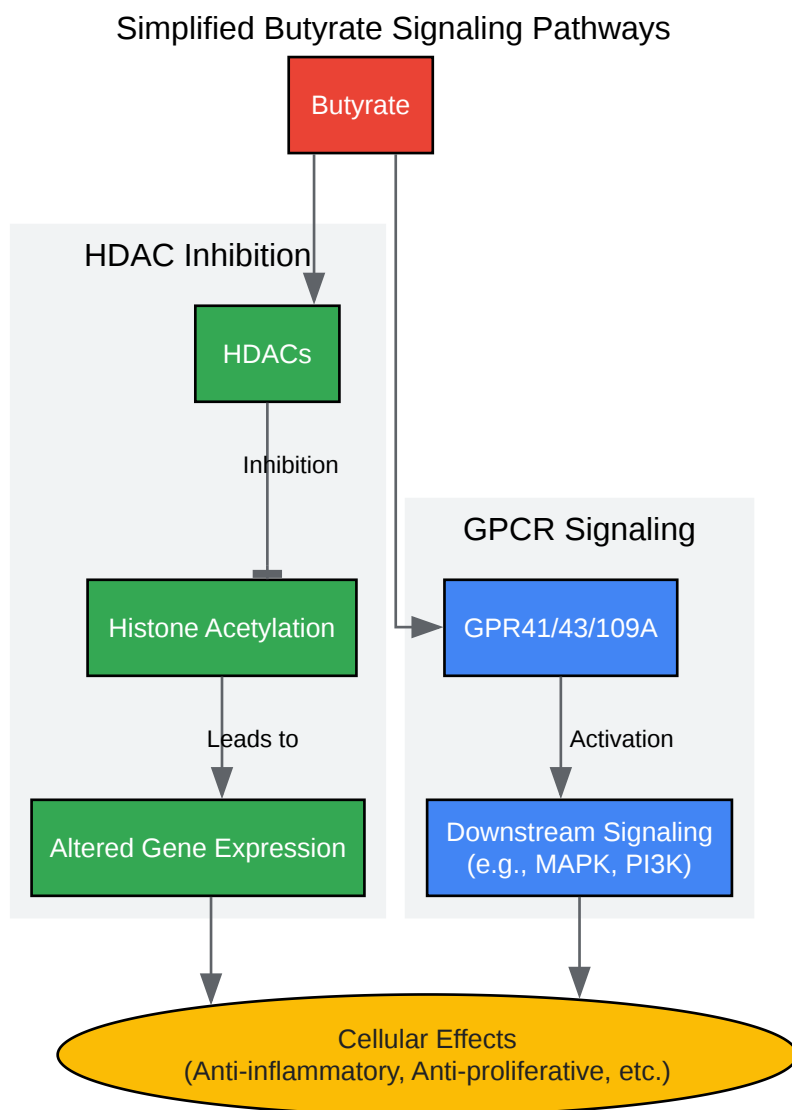 Simplified Butyrate Signaling Pathways
Butyrate
HDAC Inhibition
HDACs
Inhibition
GPCR Signaling
Histone Acetylation
GPR41/43/109A
Leads to
Activation
Altered Gene Expression
Downstream Signaling
(e.g., MAPK, PI3K)
Cellular Effects
(Anti-inflammatory, Anti-proliferative, etc.)